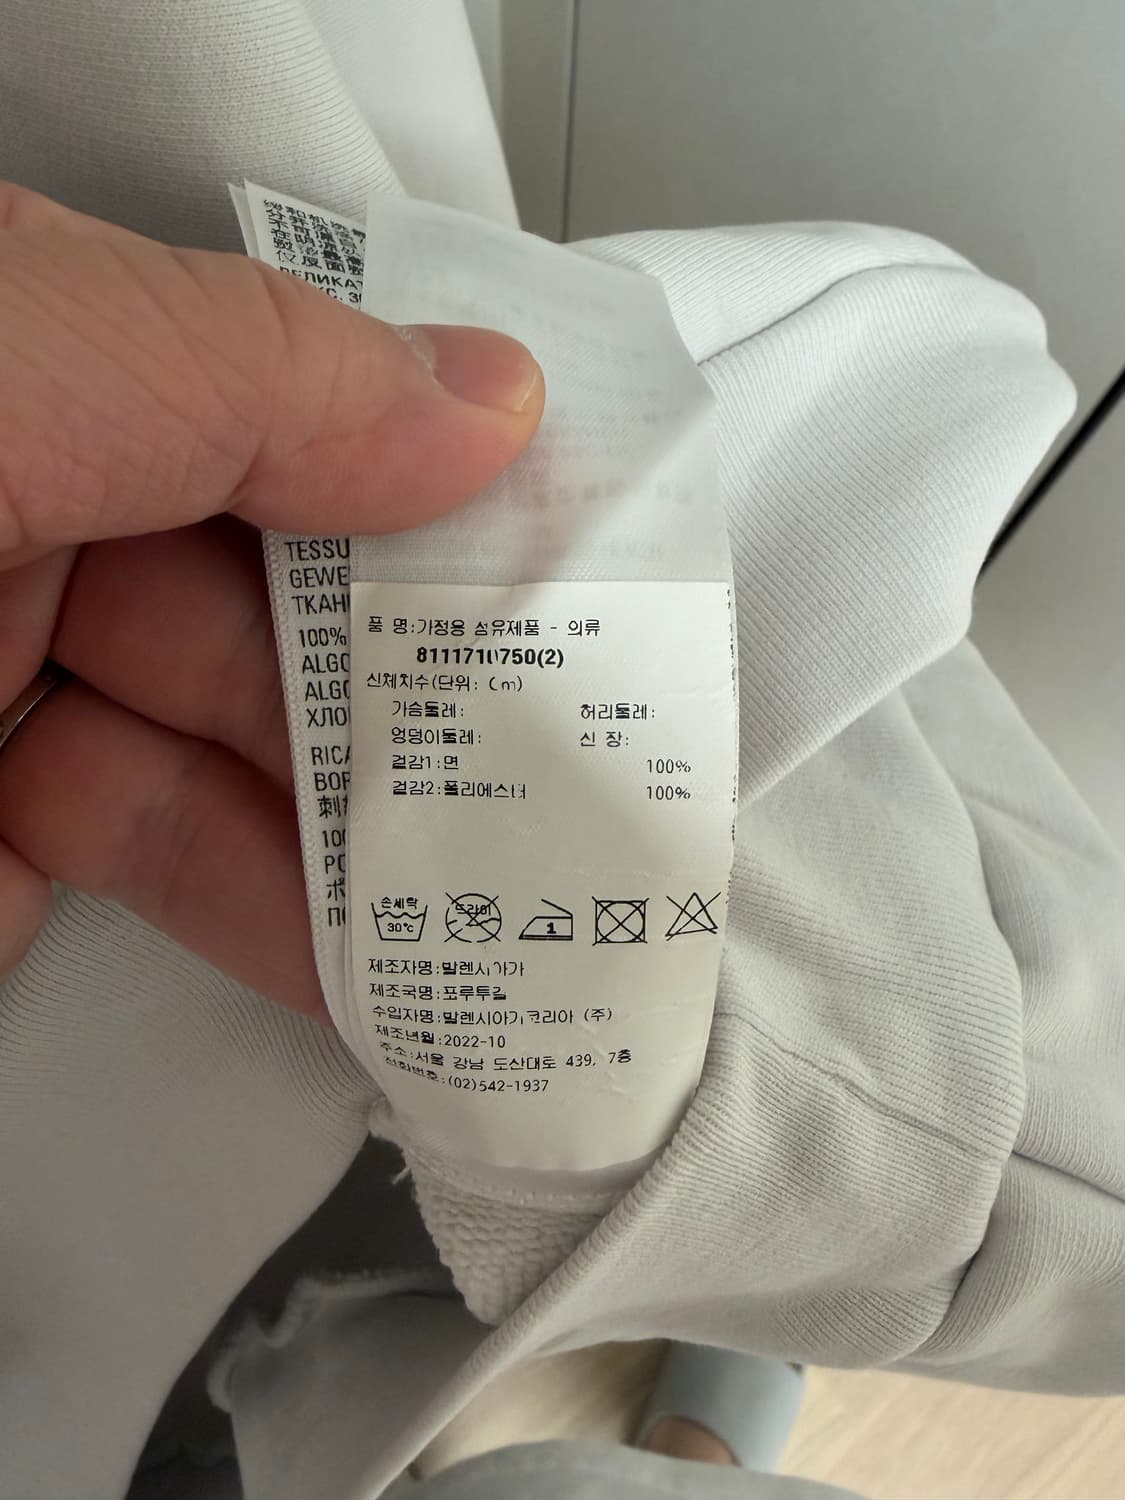 TESSU
GEWE
100%
ALGO
ALGO
ХЛО
RICA
BOR
刺
100
PO
ポ
品 명:가정용 섬유제품 - 의류
8111710750(2)
신체치수(단위: Cm)
가슴둘레: 허리둘레:
엉덩이둘레: 신 장:
겉감1:면 100%
겉감2:폴리에스터 100%
손세탁
30°c
드라이
1
제조자명:발렌시아가
제조국명:포루투갈
수입자명:발렌시아가코리아 (주)
제조년월:2022-10
주소:서울 강남 도산대로 439, 7층
전화번호:(02)542-1937